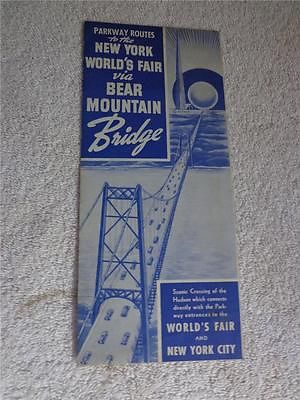 PARKWAY ROUTES
to the
NEW YORK
WORLD'S FAIR
via
BEAR
MOUNTAIN
Bridge
Scenic Crossing of the
Hudson which connects
directly with the Park-
way entrances to the
WORLD'S FAIR
AND
NEW YORK CITY